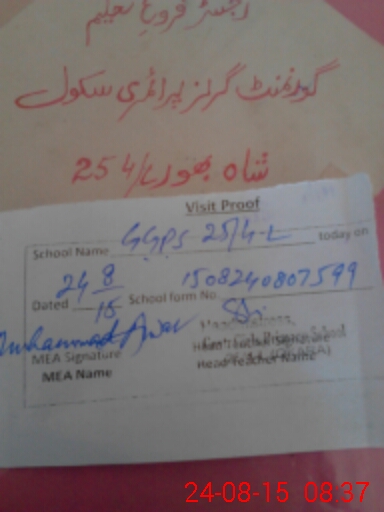 رجسٹر فروغ تعلیم
گورنمنٹ گرلز پرائمری سکول
شاہ بھور 25 4/L
Visit Proof
School Name GGPS 25/4-L today on
Dated 24 8 15 School form No. 1508240807599
Muhammad
MEA Signature
MEA Name
Head Teacher Name
24-08-15 08:37